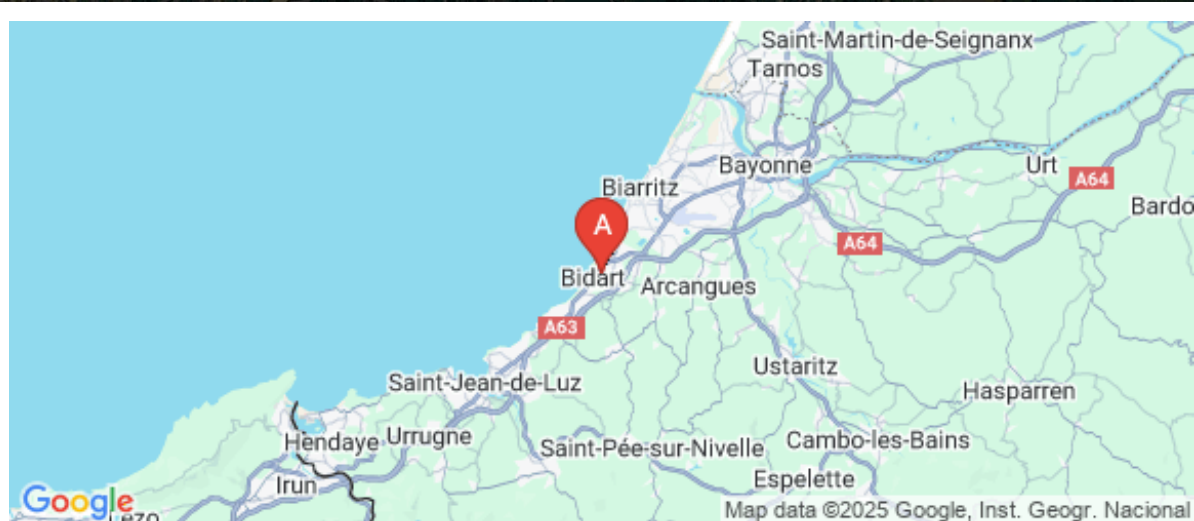 Saint-Martin-de-Seignanx
Tarnos
Bayonne
Urt
A64
Biarritz
Bardo
A
A64
Bidart
Arcangues
A63
Ustaritz
Saint-Jean-de-Luz
Hasparren
Hendaye
Urrugne
Saint-Pée-sur-Nivelle
Cambo-les-Bains
Espelette
Irun
Google
Map data ©2025 Google, Inst. Geogr. Nacional